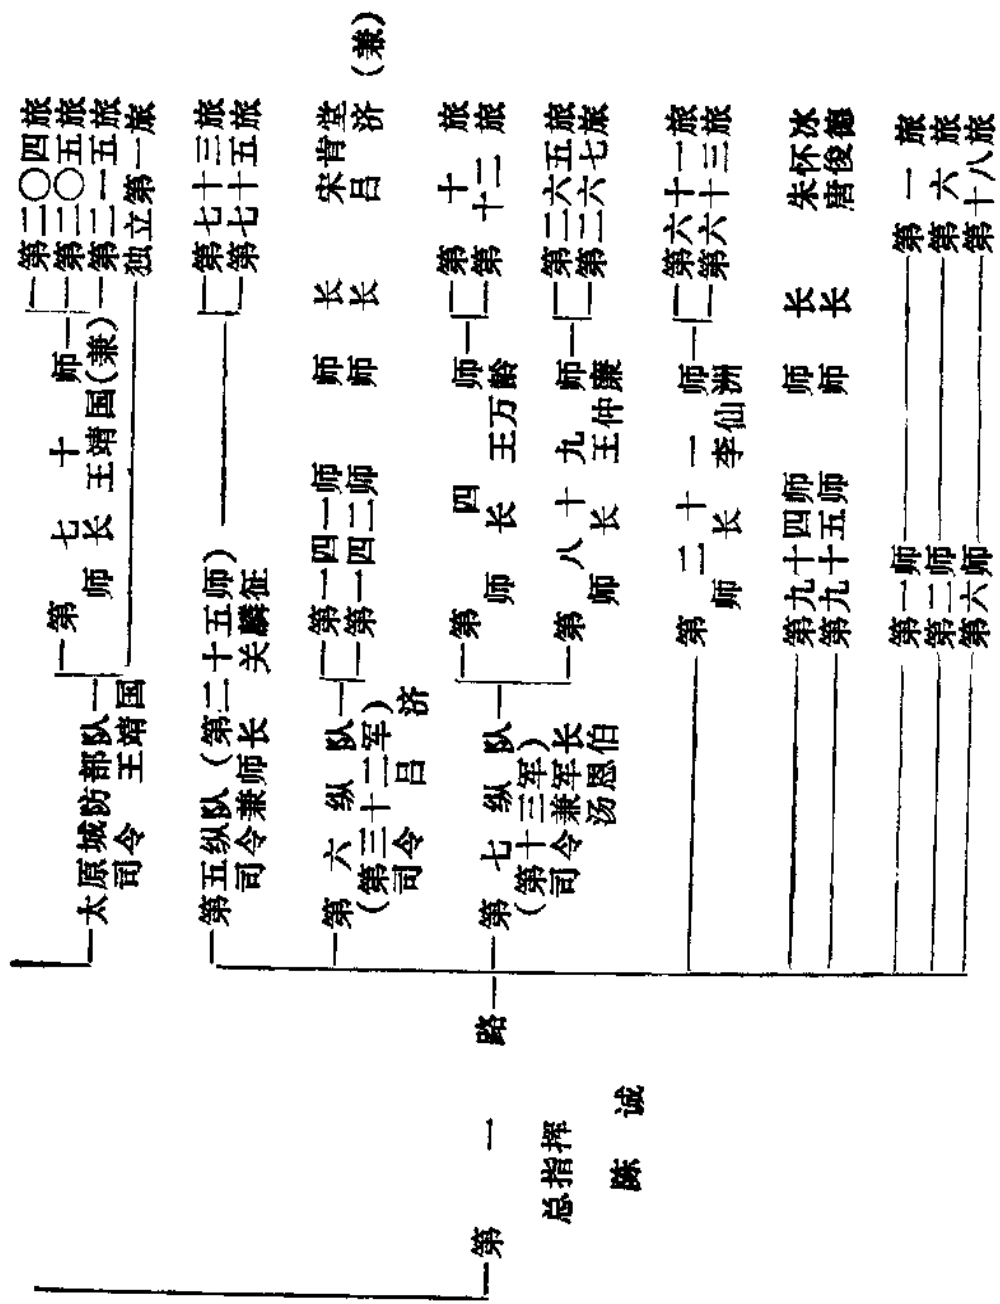 太原城防部队
司令 王靖国
第七十师
师长 王靖国(兼)
第二〇四旅
第二〇五旅
第二一五旅
独立第一旅
第一路
总指挥
陈诚
第五纵队(第二十五师)
司令兼师长 关麟征
第七十三旅
第七十五旅
第六纵队
(第三十二军)
司令 吕济
第一四一师 师长 宋肯堂
第一四二师 师长 吕济(兼)
第七纵队
(第十三军)
司令兼军长
汤恩伯
第四师
师长 王万龄
第十旅
第十二旅
第八十九师
师长 王仲廉
第二六五旅
第二六七旅
第二十一师
师长 李仙洲
第六十一旅
第六十三旅
第九十四师 师长 朱怀冰
第九十五师 师长 唐俊德
第一师 第一旅
第二师 第六旅
第六师 第十八旅